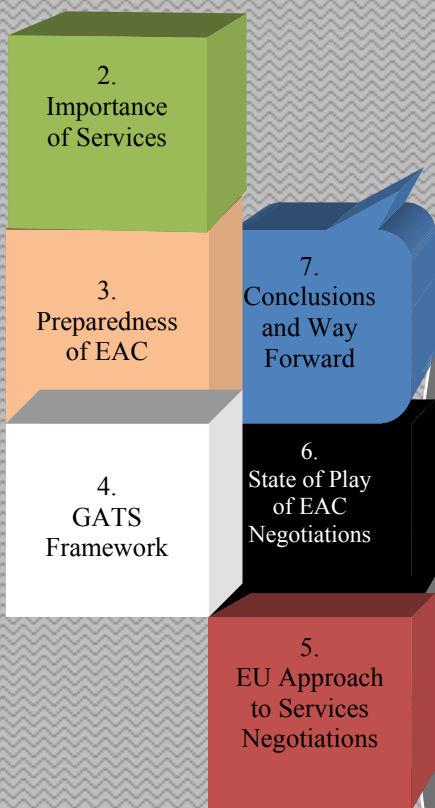 2.
Importance
of Services
3.
Preparedness
of EAC
4.
GATS
Framework
5.
EU Approach
to Services
Negotiations
6.
State of Play
of EAC
Negotiations
7.
Conclusions
and Way
Forward